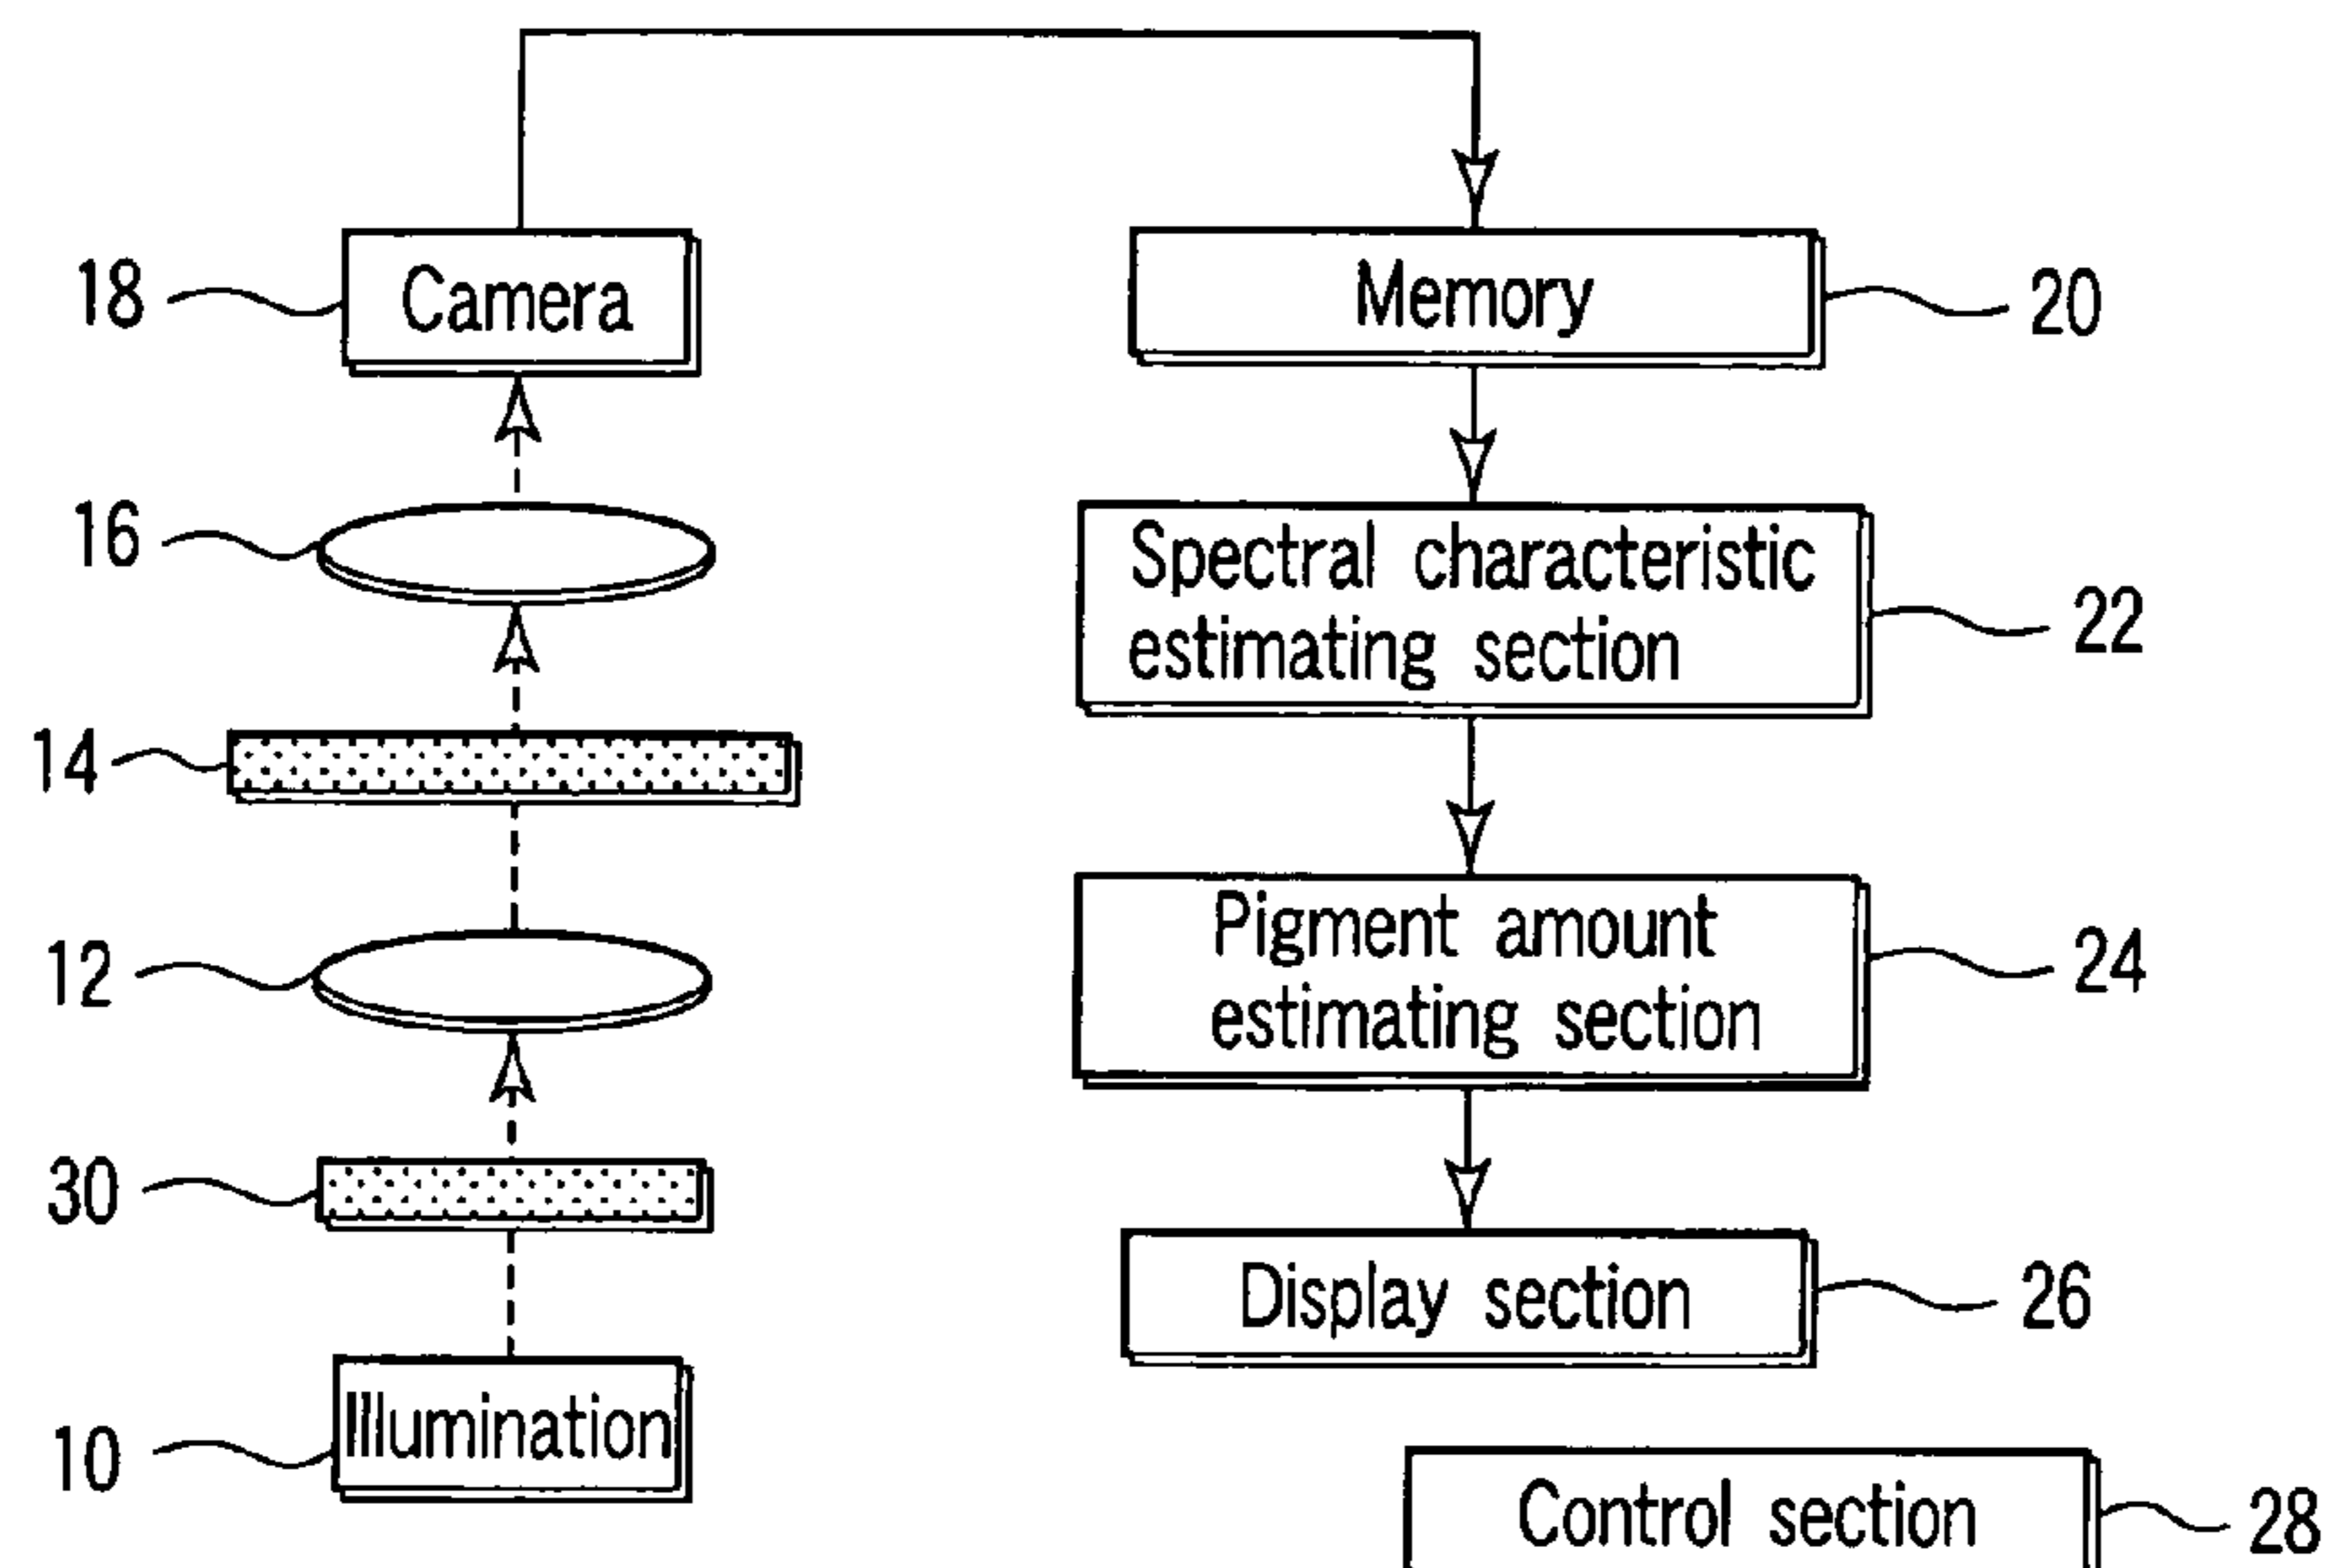 18
Camera
Memory
20
16
Spectral characteristic
estimating section
22
14
12
Pigment amount
estimating section
24
30
Display section
26
10
Illumination
Control section
28